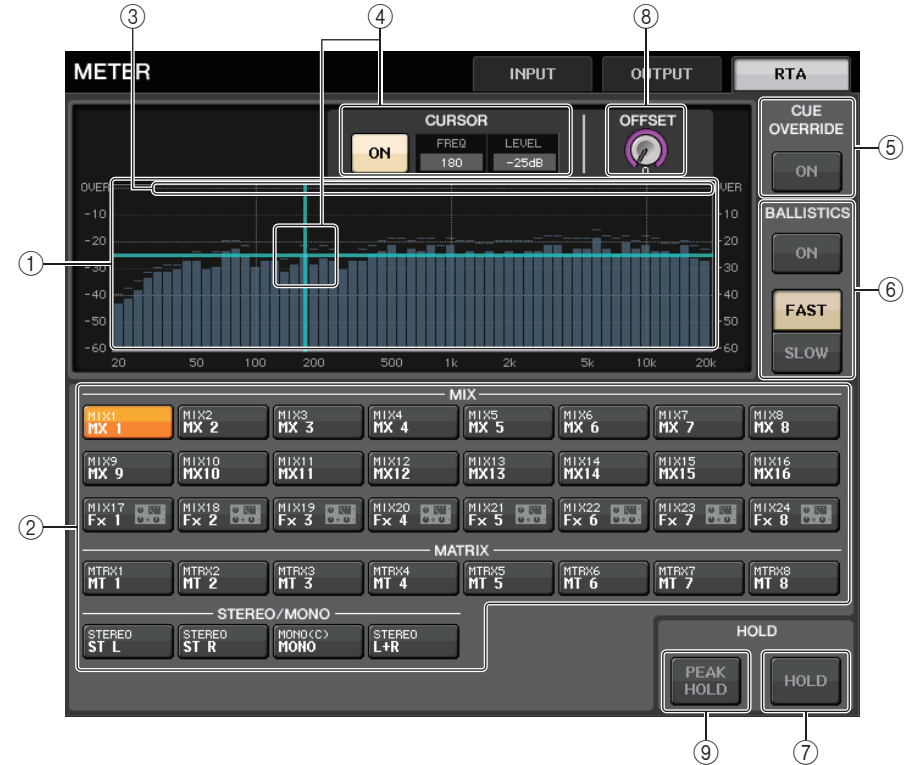 ③ ④ ⑧
METER INPUT OUTPUT RTA
CURSOR
ON
FREQ
180
LEVEL
-25dB
OFFSET
0
CUE
OVERRIDE
ON
⑤
BALLISTICS
ON
FAST
SLOW
⑥
①
OVER OVER
-10 -10
-20 -20
-30 -30
-40 -40
-50 -50
-60 -60
20 50 100 200 500 1k 2k 5k 10k 20k
②
MIX
MIX1 MIX2 MIX3 MIX4 MIX5 MIX6 MIX7 MIX8
MX 1 MX 2 MX 3 MX 4 MX 5 MX 6 MX 7 MX 8
MIX9 MIX10 MIX11 MIX12 MIX13 MIX14 MIX15 MIX16
MX 9 MX10 MX11 MX12 MX13 MX14 MX15 MX16
MIX17 MIX18 MIX19 MIX20 MIX21 MIX22 MIX23 MIX24
Fx 1 Fx 2 Fx 3 Fx 4 Fx 5 Fx 6 Fx 7 Fx 8
MATRIX
MTRX1 MTRX2 MTRX3 MTRX4 MTRX5 MTRX6 MTRX7 MTRX8
MT 1 MT 2 MT 3 MT 4 MT 5 MT 6 MT 7 MT 8
STEREO/MONO
STEREO STEREO MONO(C) STEREO
ST L ST R MONO L+R
HOLD
PEAK
HOLD
HOLD
⑨ ⑦